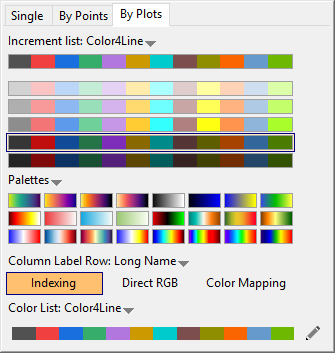 Single By Points By Plots
Increment list: Color4Line
Palettes
Column Label Row: Long Name
Indexing Direct RGB Color Mapping
Color List: Color4Line